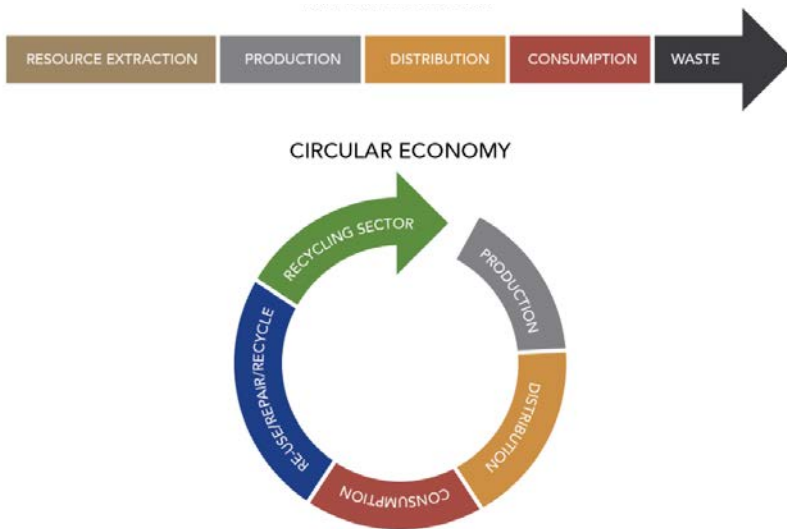 RESOURCE EXTRACTION
PRODUCTION
DISTRIBUTION
CONSUMPTION
WASTE
CIRCULAR ECONOMY
RECYCLING SECTOR
PRODUCTION
DISTRIBUTION
CONSUMPTION
RE-USE/REPAIR/RECYCLE